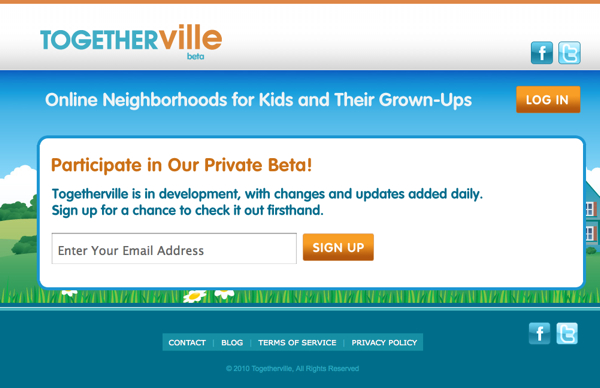 TOGETHERville
beta
f t
Online Neighborhoods for Kids and Their Grown-Ups
LOG IN
Participate in Our Private Beta!
Togetherville is in development, with changes and updates added daily.
Sign up for a chance to check it out firsthand.
Enter Your Email Address
SIGN UP
f t
CONTACT | BLOG | TERMS OF SERVICE | PRIVACY POLICY
© 2010 Togetherville, All Rights Reserved